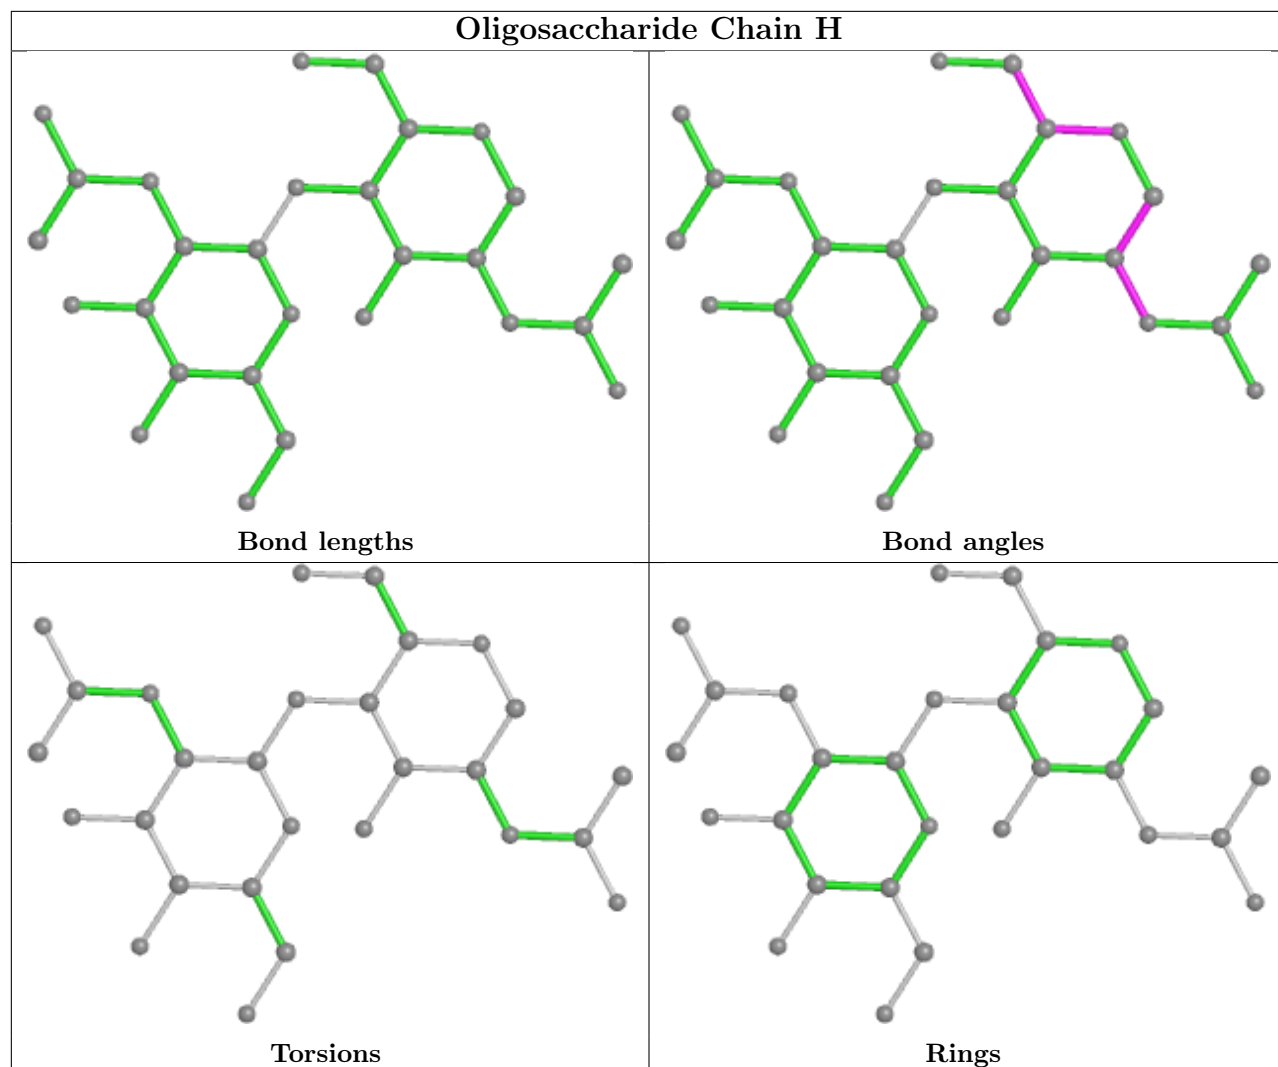 Oligosaccharide Chain H
Bond lengths
Bond angles
Torsions
Rings